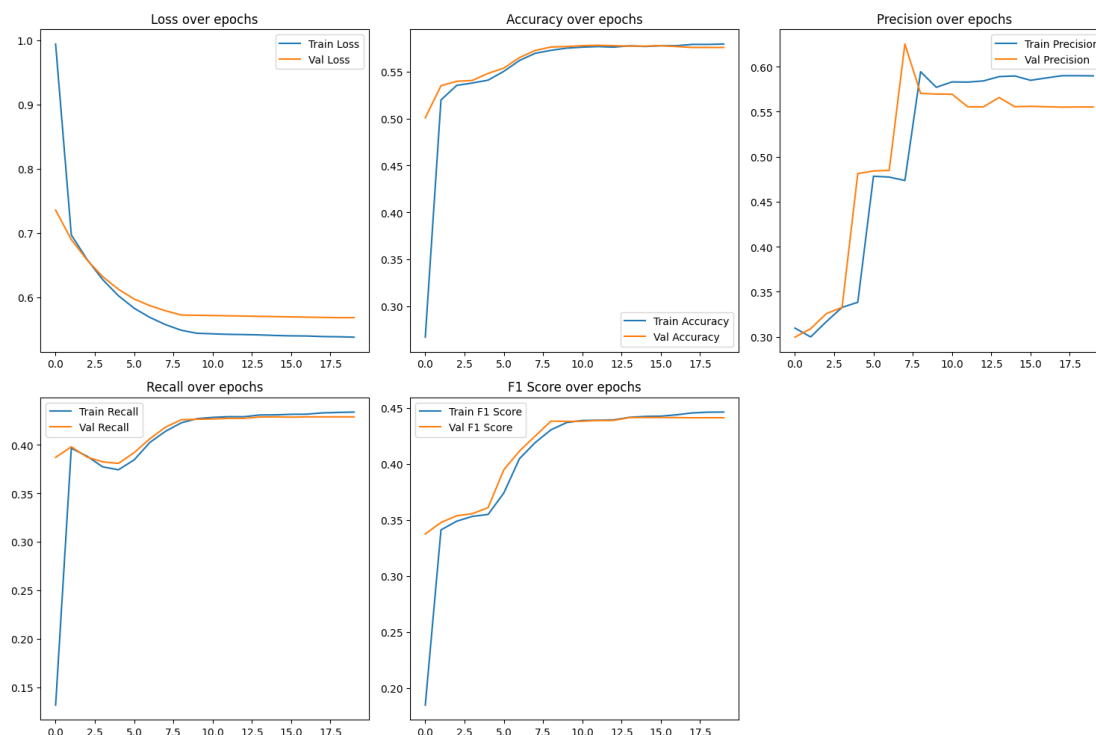 Loss over epochs
1.0
0.9
0.8
0.7
0.6
Train Loss
Val Loss
0.0 2.5 5.0 7.5 10.0 12.5 15.0 17.5
Accuracy over epochs
0.55
0.50
0.45
0.40
0.35
0.30
Train Accuracy
Val Accuracy
0.0 2.5 5.0 7.5 10.0 12.5 15.0 17.5
Precision over epochs
0.60
0.55
0.50
0.45
0.40
0.35
0.30
Train Precision
Val Precision
0.0 2.5 5.0 7.5 10.0 12.5 15.0 17.5
Recall over epochs
0.40
0.35
0.30
0.25
0.20
0.15
Train Recall
Val Recall
0.0 2.5 5.0 7.5 10.0 12.5 15.0 17.5
F1 Score over epochs
0.45
0.40
0.35
0.30
0.25
0.20
Train F1 Score
Val F1 Score
0.0 2.5 5.0 7.5 10.0 12.5 15.0 17.5